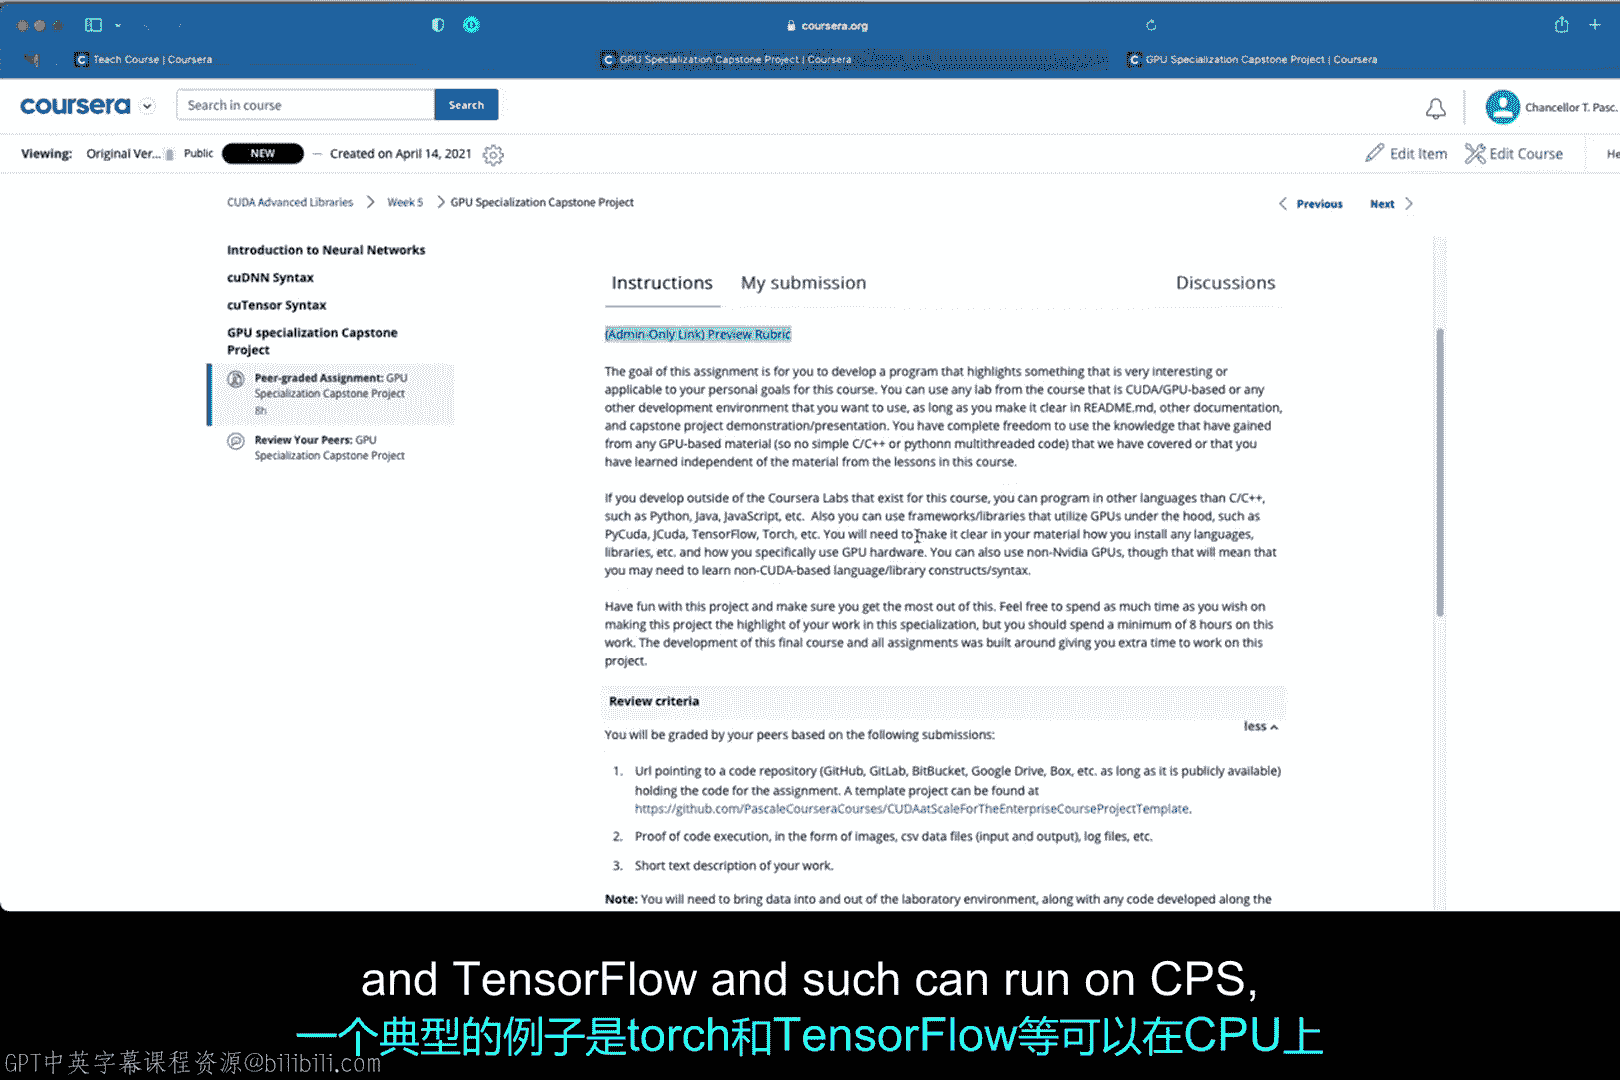 coursera.org
Teach Course | Coursera
GPU Specialization Capstone Project | Coursera
GPU Specialization Capstone Project | Coursera
coursera
Search in course
Search
Chancellor T. Pasc.
Viewing: Original Ver... Public NEW — Created on April 14, 2021
Edit Item
Edit Course
He
CUDA Advanced Libraries > Week 5 > GPU Specialization Capstone Project
Previous
Next
Introduction to Neural Networks
cuDNN Syntax
cuTensor Syntax
GPU specialization Capstone
Project
Peer-graded Assignment: GPU
Specialization Capstone Project
8h
Review Your Peers: GPU
Specialization Capstone Project
Instructions
My submission
Discussions
(Admin-Only Link) Preview Rubric
The goal of this assignment is for you to develop a program that highlights something that is very interesting or
applicable to your personal goals for this course. You can use any lab from the course that is CUDA/GPU-based or any
other development environment that you want to use, as long as you make it clear in README.md, other documentation,
and capstone project demonstration/presentation. You have complete freedom to use the knowledge that have gained
from any GPU-based material (so no simple C/C++ or pythonn multithreaded code) that we have covered or that you
have learned independent of the material from the lessons in this course.
If you develop outside of the Coursera Labs that exist for this course, you can program in other languages than C/C++,
such as Python, Java, JavaScript, etc. Also you can use frameworks/libraries that utilize GPUs under the hood, such as
PyCuda, JCuda, TensorFlow, Torch, etc. You will need to make it clear in your material how you install any languages,
libraries, etc. and how you specifically use GPU hardware. You can also use non-Nvidia GPUs, though that will mean that
you may need to learn non-CUDA-based language/library constructs/syntax.
Have fun with this project and make sure you get the most out of this. Feel free to spend as much time as you wish on
making this project the highlight of your work in this specialization, but you should spend a minimum of 8 hours on this
work. The development of this final course and all assignments was built around giving you extra time to work on this
project.
Review criteria
less
You will be graded by your peers based on the following submissions:
1. Url pointing to a code repository (GitHub, GitLab, BitBucket, Google Drive, Box, etc. as long as it is publicly available)
holding the code for the assignment. A template project can be found at
https://github.com/PascaleCourseraCourses/CUDAatScaleForTheEnterpriseCourseProjectTemplate.
2. Proof of code execution, in the form of images, csv data files (input and output), log files, etc.
3. Short text description of your work.
Note: You will need to bring data into and out of the laboratory environment, along with any code developed along the
and TensorFlow and such can run on CPS,
一个典型的例子是torch和TensorFlow等可以在CPU上
GPT中英字幕课程资源@bilibili.com